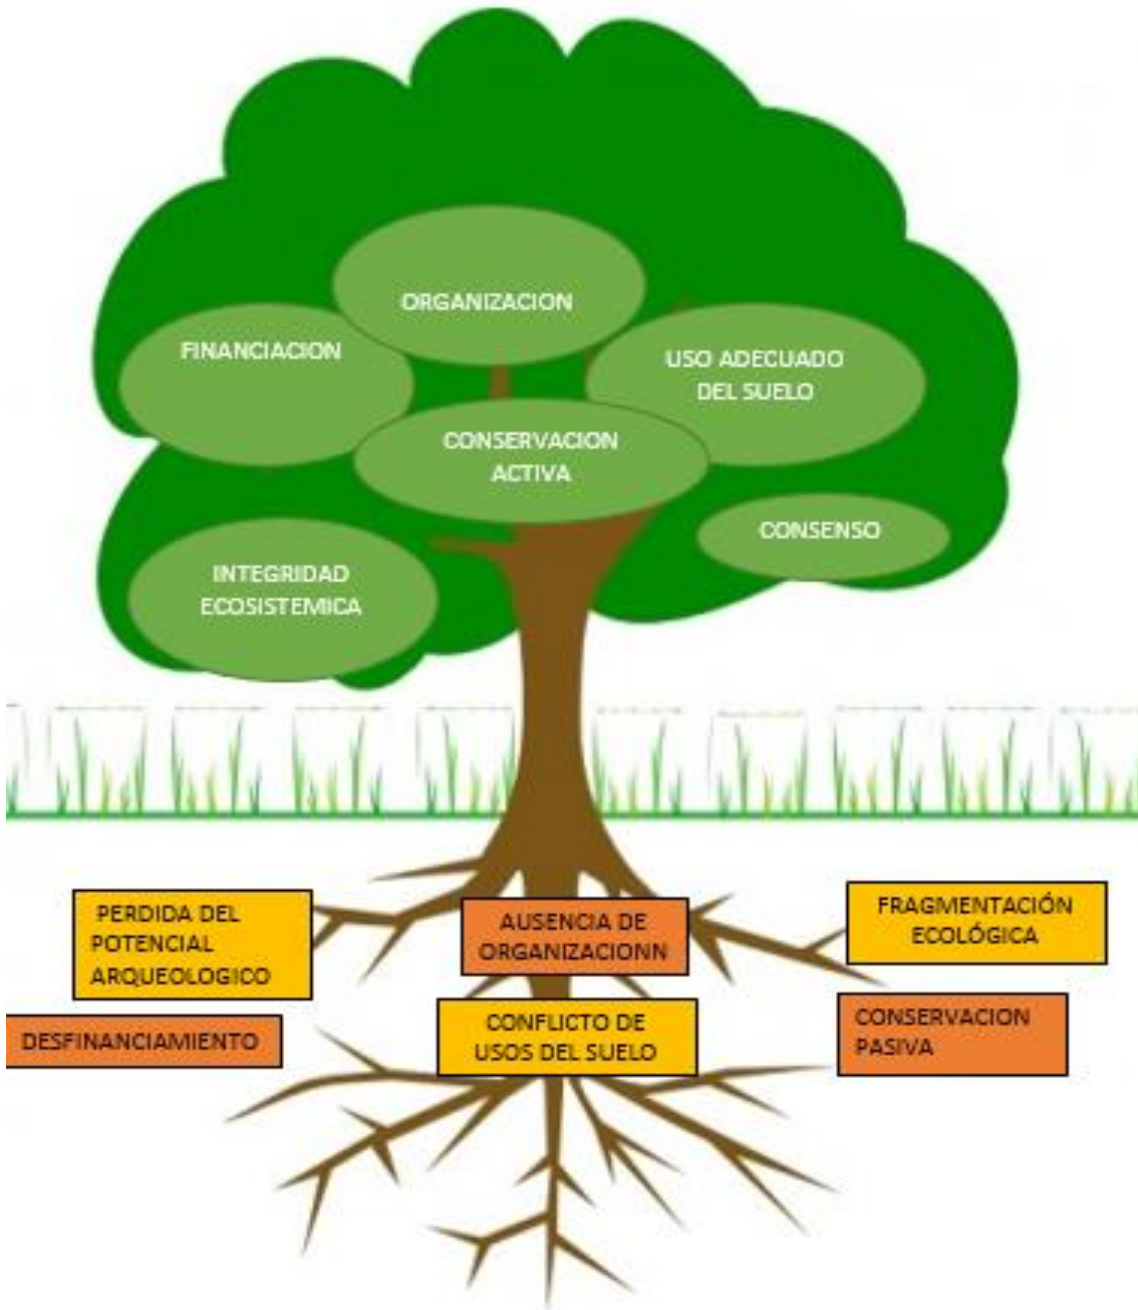 ORGANIZACION
FINANCIACION
USO ADECUADO
DEL SUELO
CONSERVACION
ACTIVA
CONSENSO
INTEGRIDAD
ECOSISTEMICA
PERDIDA DEL
POTENCIAL
ARQUEOLOGICO
AUSENCIA DE
ORGANIZACIONN
FRAGMENTACIÓN
ECOLÓGICA
DESFINANCIAMIENTO
CONFLICTO DE
USOS DEL SUELO
CONSERVACION
PASIVA